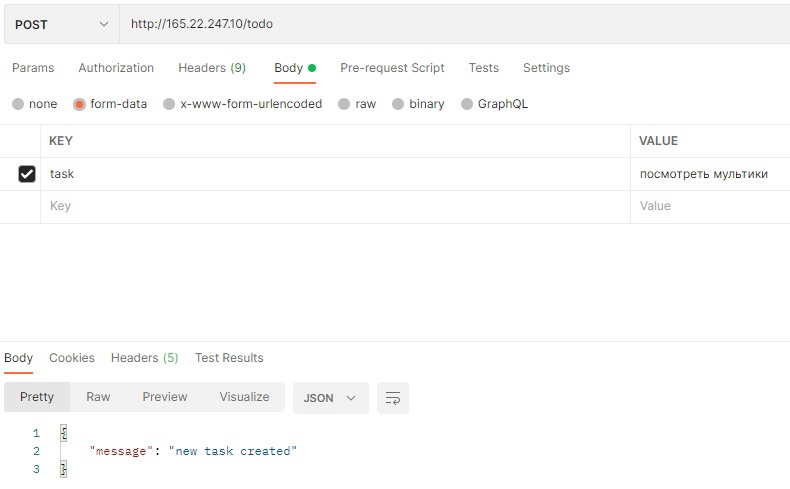 POST http://165.22.247.10/todo
Params Authorization Headers (9) Body Pre-request Script Tests Settings
none form-data x-www-form-urlencoded raw binary GraphQL
KEY VALUE
task посмотреть мультики
Key Value
Body Cookies Headers (5) Test Results
Pretty Raw Preview Visualize JSON
1 {
2 "message": "new task created"
3 }